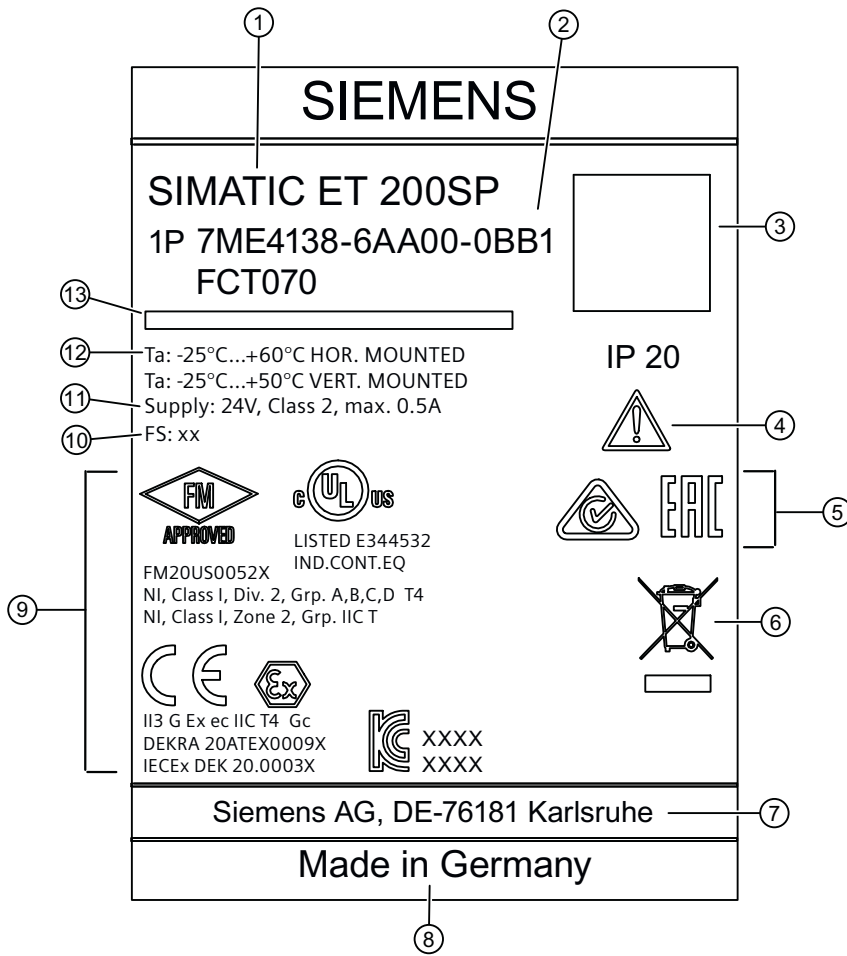 ① ②
SIEMENS
SIMATIC ET 200SP
③
1P 7ME4138-6AA00-0BB1
FCT070
⑬
⑫ Ta: -25°C...+60°C HOR. MOUNTED
IP 20
Ta: -25°C...+50°C VERT. MOUNTED
⑪ Supply: 24V, Class 2, max. 0.5A
④
⑩ FS: xx
FM
APPROVED
C UL US
LISTED E344532
IND.CONT.EQ
EAC
⑤
⑨
FM20US0052X
NI, Class I, Div. 2, Grp. A,B,C,D T4
NI, Class I, Zone 2, Grp. IIC T
⑥
CE Ex
II3 G Ex ec IIC T4 Gc
DEKRA 20ATEX0009X
IECEx DEK 20.0003X
KC XXXX
XXXX
Siemens AG, DE-76181 Karlsruhe ⑦
Made in Germany
⑧